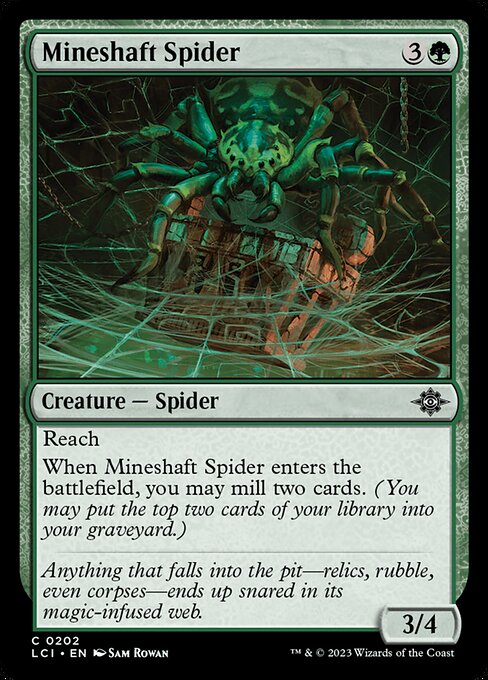 Mineshaft Spider 3
Creature — Spider
Reach
When Mineshaft Spider enters the
battlefield, you may mill two cards. (You
may put the top two cards of your library into
your graveyard.)
Anything that falls into the pit—relics, rubble,
even corpses—ends up snared in its
magic-infused web.
3/4
C 0202
LCI • EN Sam Rowan
™ & © 2023 Wizards of the Coast